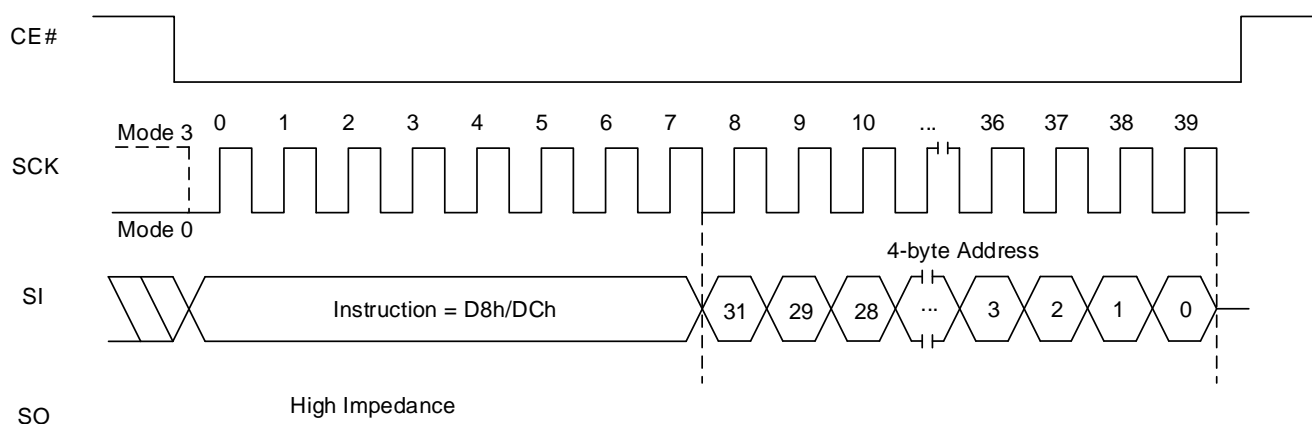 CE#
0 1 2 3 4 5 6 7 8 9 10 ... 36 37 38 39
Mode 3
SCK
Mode 0
4-byte Address
SI
Instruction = D8h/DCh 31 29 28 ... 3 2 1 0
High Impedance
SO